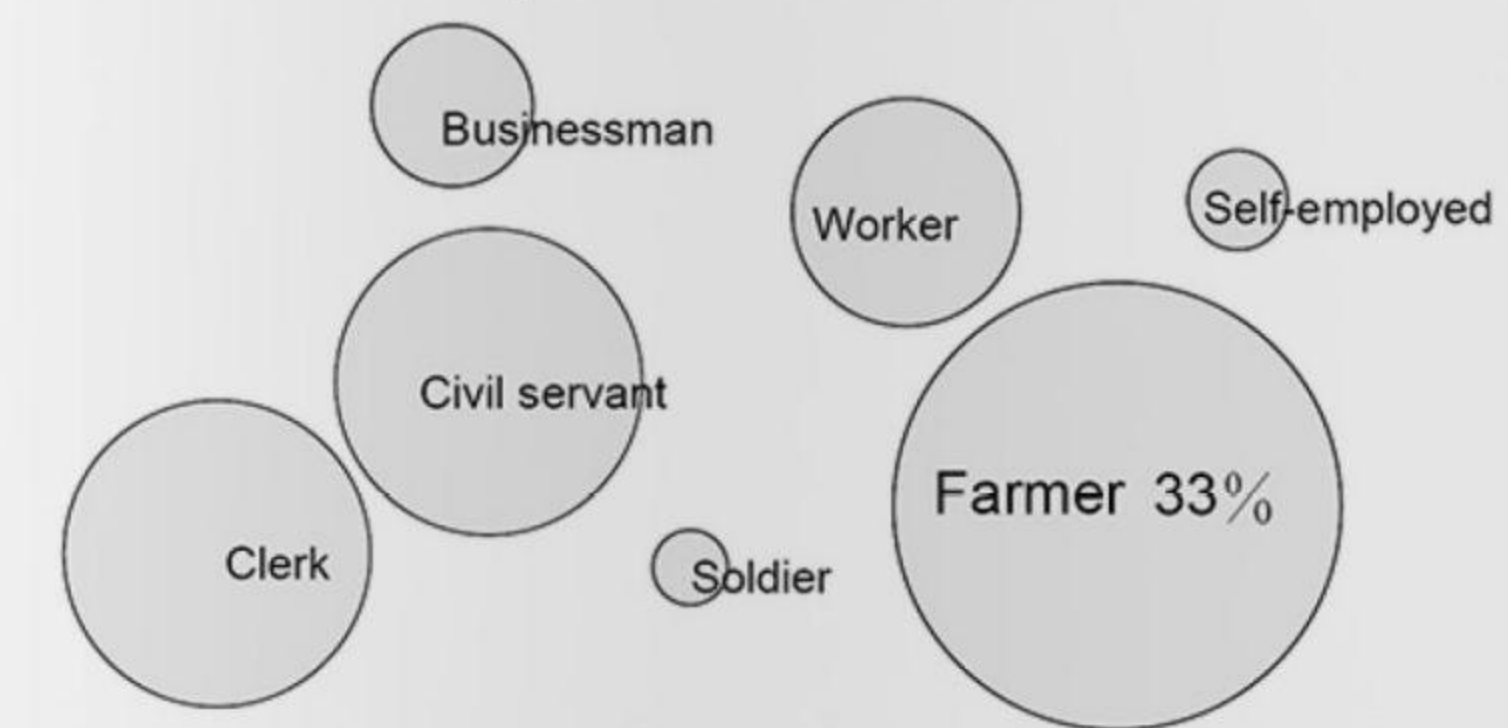 Businessman
Worker
Self-employed
Civil servant
Farmer 33%
Clerk
Soldier